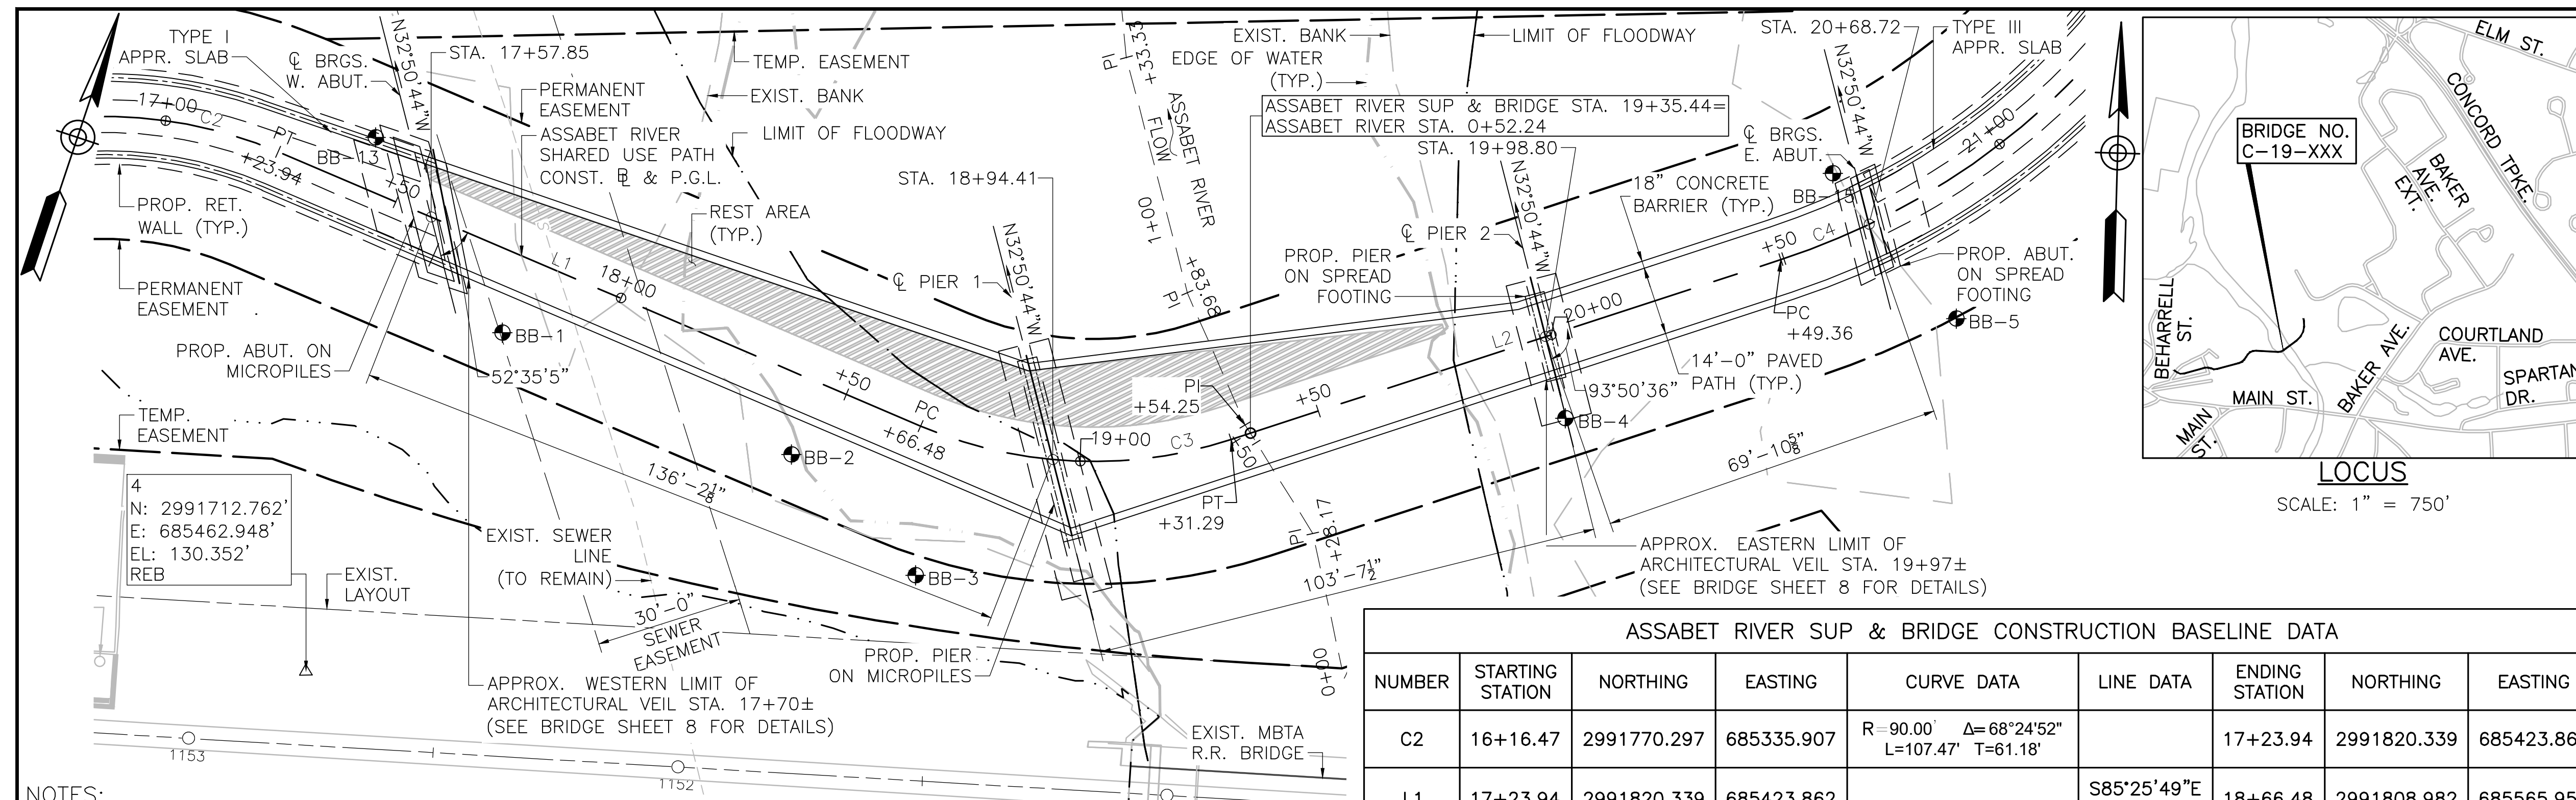 TYPE I
APPR. SLAB
℄ BRGS.
W. ABUT.
N32°50'44"W
STA. 17+57.85
PERMANENT
EASEMENT
ASSABET RIVER
SHARED USE PATH
CONST. ℄ & P.G.L.
TEMP. EASEMENT
EXIST. BANK
LIMIT OF FLOODWAY
17+00
C2
PT
+23.94
BB-13
+50
PROP. RET.
WALL (TYP.)
PERMANENT
EASEMENT
REST AREA
(TYP.)
STA. 18+94.41
PI
+33.33
FLOW
ASSABET RIVER
1+00
+83.68
PI
EXIST. BANK
EDGE OF WATER
(TYP.)
LIMIT OF FLOODWAY
ASSABET RIVER SUP & BRIDGE STA. 19+35.44=
ASSABET RIVER STA. 0+52.24
STA. 19+98.80
STA. 20+68.72
TYPE III
APPR. SLAB
N32°50'44"W
℄ BRGS.
E. ABUT.
BB-15
21+00
18" CONCRETE
BARRIER (TYP.)
N32°50'44"W
℄ PIER 2
PROP. PIER
ON SPREAD
FOOTING
+50
C4
PROP. ABUT.
ON SPREAD
FOOTING
BB-5
PC
+49.36
20+00
L2
14'-0" PAVED
PATH (TYP.)
93°50'36"
BB-4
69'-10⅝"
L1
18+00
S
℄ PIER 1
N32°50'44"W
PROP. ABUT. ON
MICROPILES
BB-1
52°35'5"
+50
PC
+66.48
BB-2
19+00
C3
PI
+54.25
+50
+50
PT
+31.29
TEMP.
EASEMENT
136'-2⅛"
4
N: 2991712.762'
E: 685462.948'
EL: 130.352'
REB
EXIST.
LAYOUT
EXIST. SEWER
LINE
(TO REMAIN)
BB-3
30'-0"
SEWER
EASEMENT
PROP. PIER
ON MICROPILES
103'-7½"
PI
+28.17
0+00
APPROX. EASTERN LIMIT OF
ARCHITECTURAL VEIL STA. 19+97±
(SEE BRIDGE SHEET 8 FOR DETAILS)
APPROX. WESTERN LIMIT OF
ARCHITECTURAL VEIL STA. 17+70±
(SEE BRIDGE SHEET 8 FOR DETAILS)
EXIST. MBTA
R.R. BRIDGE
1153
1152
NOTES:
BRIDGE NO.
C-19-XXX
ELM ST.
CONCORD TPKE.
BAKER
AVE.
EXT.
BEHARRELL
ST.
MAIN ST.
MAIN
ST.
BAKER AVE.
COURTLAND
AVE.
SPARTAN
DR.
LOCUS
SCALE: 1" = 750'
ASSABET RIVER SUP & BRIDGE CONSTRUCTION BASELINE DATA
NUMBER STARTING STATION NORTHING EASTING CURVE DATA LINE DATA ENDING STATION NORTHING EASTING
C2 16+16.47 2991770.297 685335.907 R=90.00' Δ=68°24'52" L=107.47' T=61.18' 17+23.94 2991820.339 685423.86
L1 17+23.94 2991820.339 685423.862 S85°25'49"E 18+66.48 2991808.982 685565.95